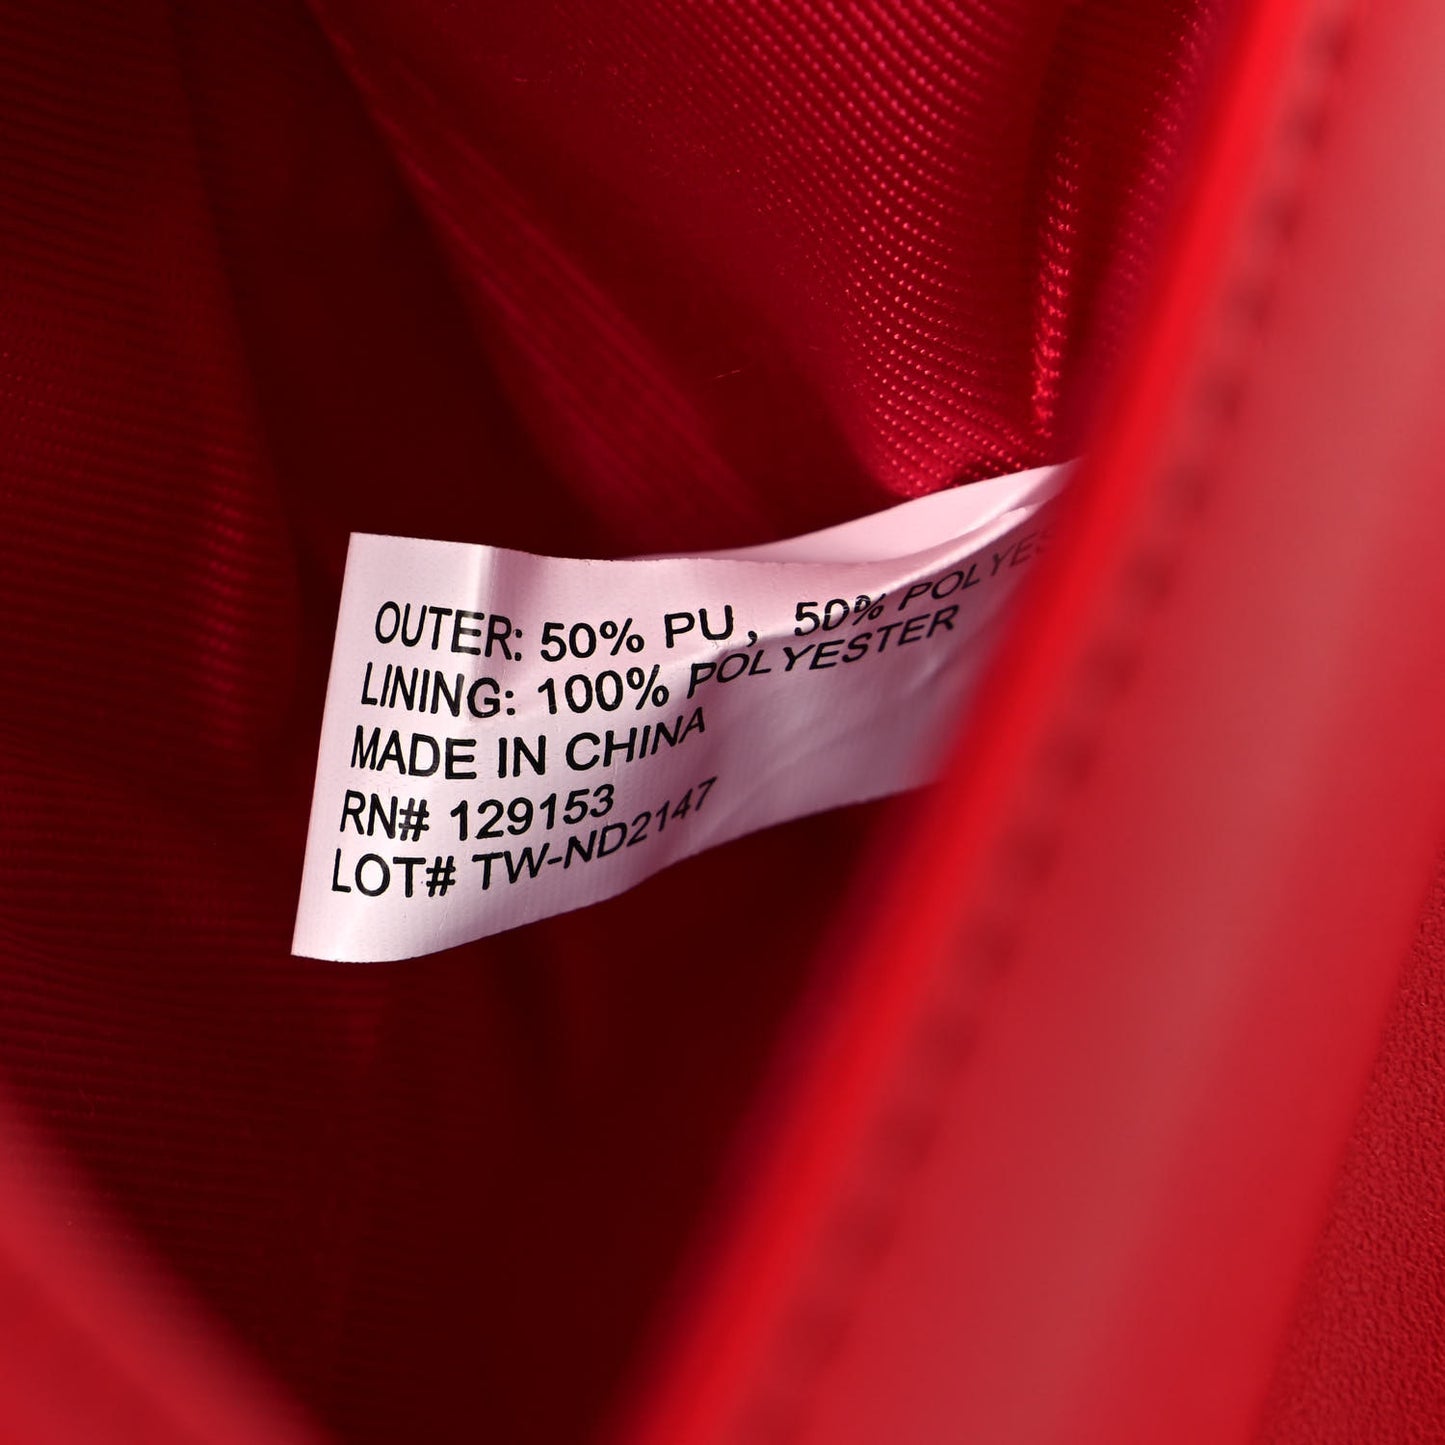 OUTER: 50% PU, 50% POLYES
LINING: 100% POLYESTER
MADE IN CHINA
RN# 129153
LOT# TW-ND2147